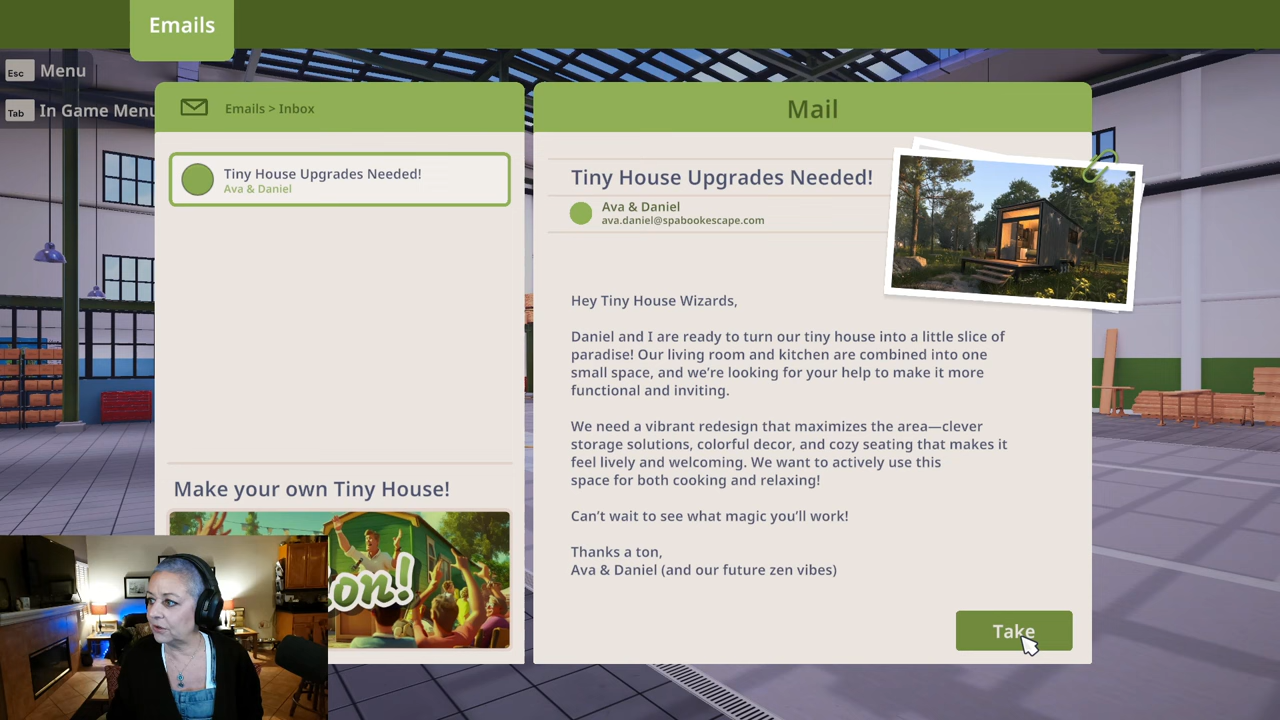 Emails
Esc Menu
Tab In Game Menu
Emails > Inbox
Tiny House Upgrades Needed!
Ava & Daniel
Make your own Tiny House!
on!
Mail
Tiny House Upgrades Needed!
Ava & Daniel
ava.daniel@spabookescape.com
Hey Tiny House Wizards,
Daniel and I are ready to turn our tiny house into a little slice of
paradise! Our living room and kitchen are combined into one
small space, and we're looking for your help to make it more
functional and inviting.
We need a vibrant redesign that maximizes the area—clever
storage solutions, colorful decor, and cozy seating that makes it
feel lively and welcoming. We want to actively use this
space for both cooking and relaxing!
Can't wait to see what magic you'll work!
Thanks a ton,
Ava & Daniel (and our future zen vibes)
Take